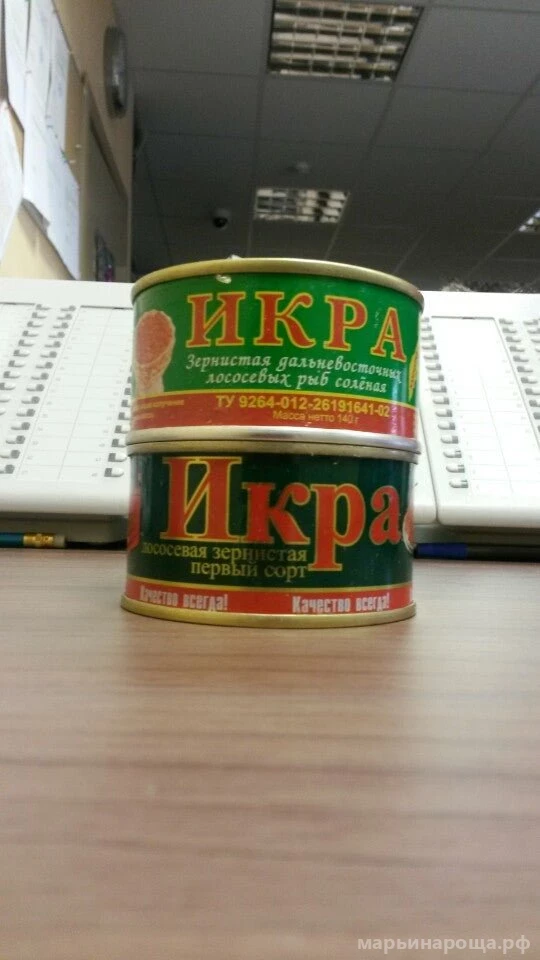 ИКРА
Зернистая дальневосточных
лососевых рыб солёная
ТУ 9264-012-26191641-02
Масса нетто 140 г
Икра
лососевая зернистая
первый сорт
Качество всегда! Качество всегда!
марьинароща.рф